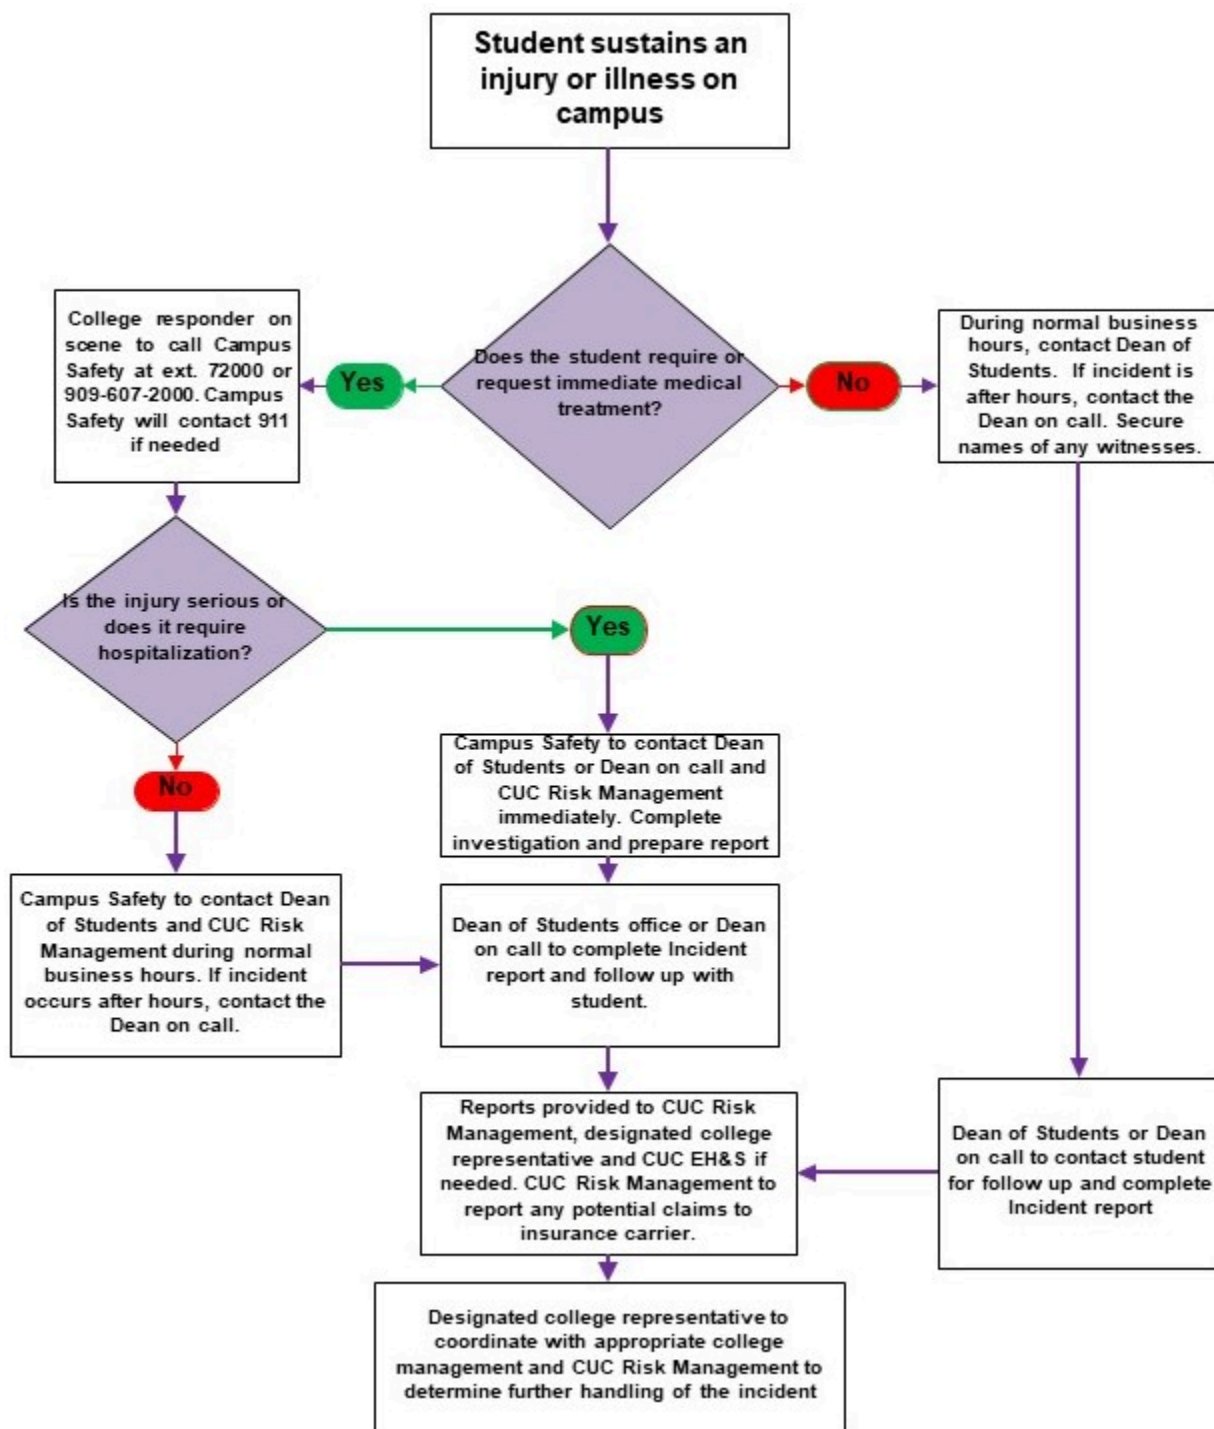 Student sustains an
injury or illness on
campus
College responder on
scene to call Campus
Safety at ext. 72000 or
909-607-2000. Campus
Safety will contact 911
if needed
Yes
Does the student require or
request immediate medical
treatment?
No
During normal business
hours, contact Dean of
Students. If incident is
after hours, contact the
Dean on call. Secure
names of any witnesses.
Is the injury serious or
does it require
hospitalization?
Yes
No
Campus Safety to contact Dean
of Students or Dean on call and
CUC Risk Management
immediately. Complete
investigation and prepare report
Campus Safety to contact Dean
of Students and CUC Risk
Management during normal
business hours. If incident
occurs after hours, contact the
Dean on call.
Dean of Students office or Dean
on call to complete Incident
report and follow up with
student.
Reports provided to CUC Risk
Management, designated college
representative and CUC EH&S if
needed. CUC Risk Management to
report any potential claims to
insurance carrier.
Dean of Students or Dean
on call to contact student
for follow up and complete
Incident report
Designated college representative to
coordinate with appropriate college
management and CUC Risk Management to
determine further handling of the incident